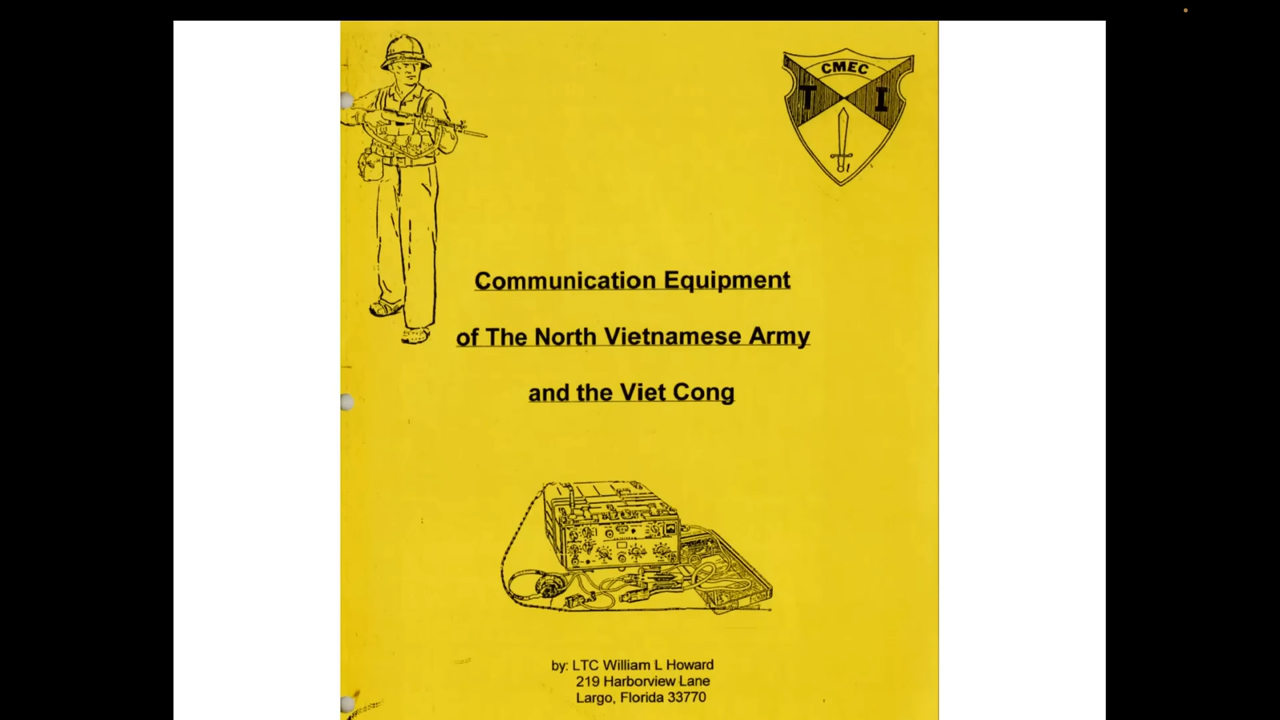 CMEC
T I
Communication Equipment
of The North Vietnamese Army
and the Viet Cong
by: LTC William L Howard
219 Harborview Lane
Largo, Florida 33770